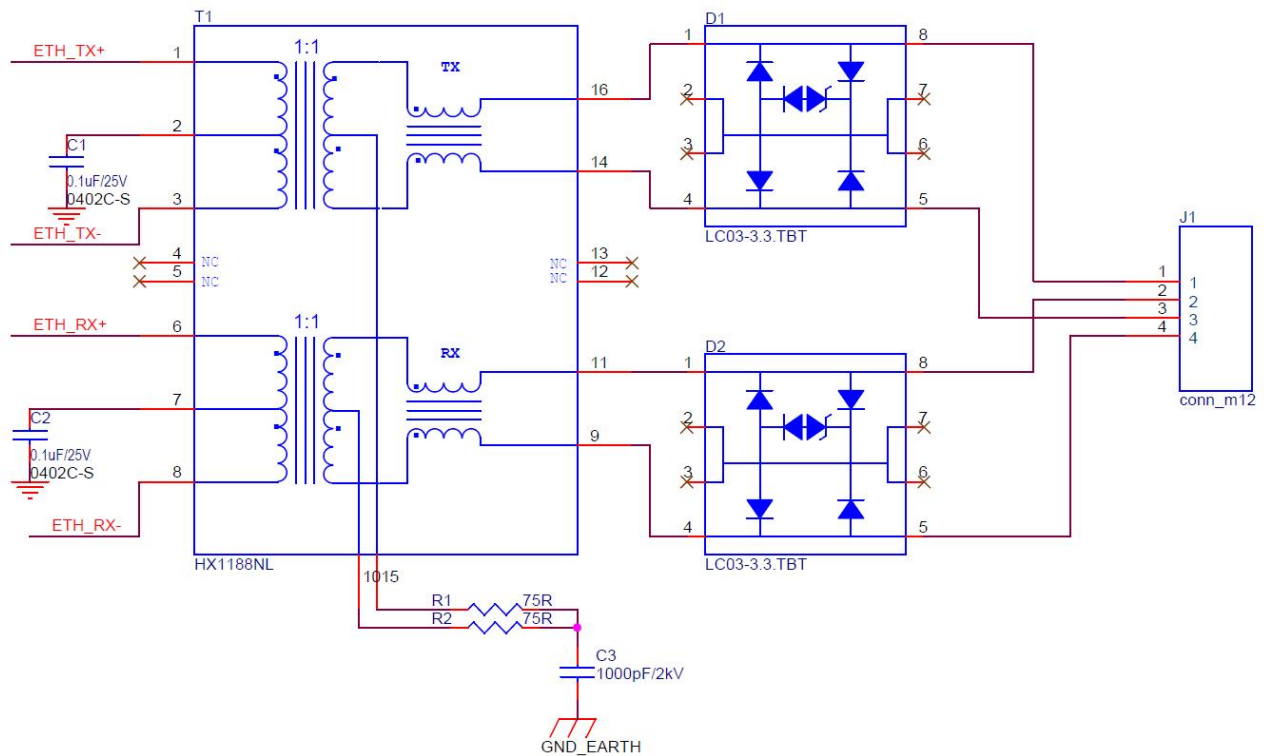 T1
D1
ETH_TX+
1
1:1
TX
16
1
8
2
7
3
6
2
C1
0.1uF/25V
0402C-S
14
4
5
LC03-3.3.TBT
3
ETH_TX-
4
NC
5
NC
NC
13
NC
12
J1
1
1
2
2
3
3
4
4
conn_m12
ETH_RX+
6
1:1
RX
11
D2
1
8
2
7
3
6
7
C2
0.1uF/25V
0402C-S
9
4
5
LC03-3.3.TBT
8
ETH_RX-
HX1188NL
1015
R1
75R
R2
75R
C3
1000pF/2kV
GND_EARTH